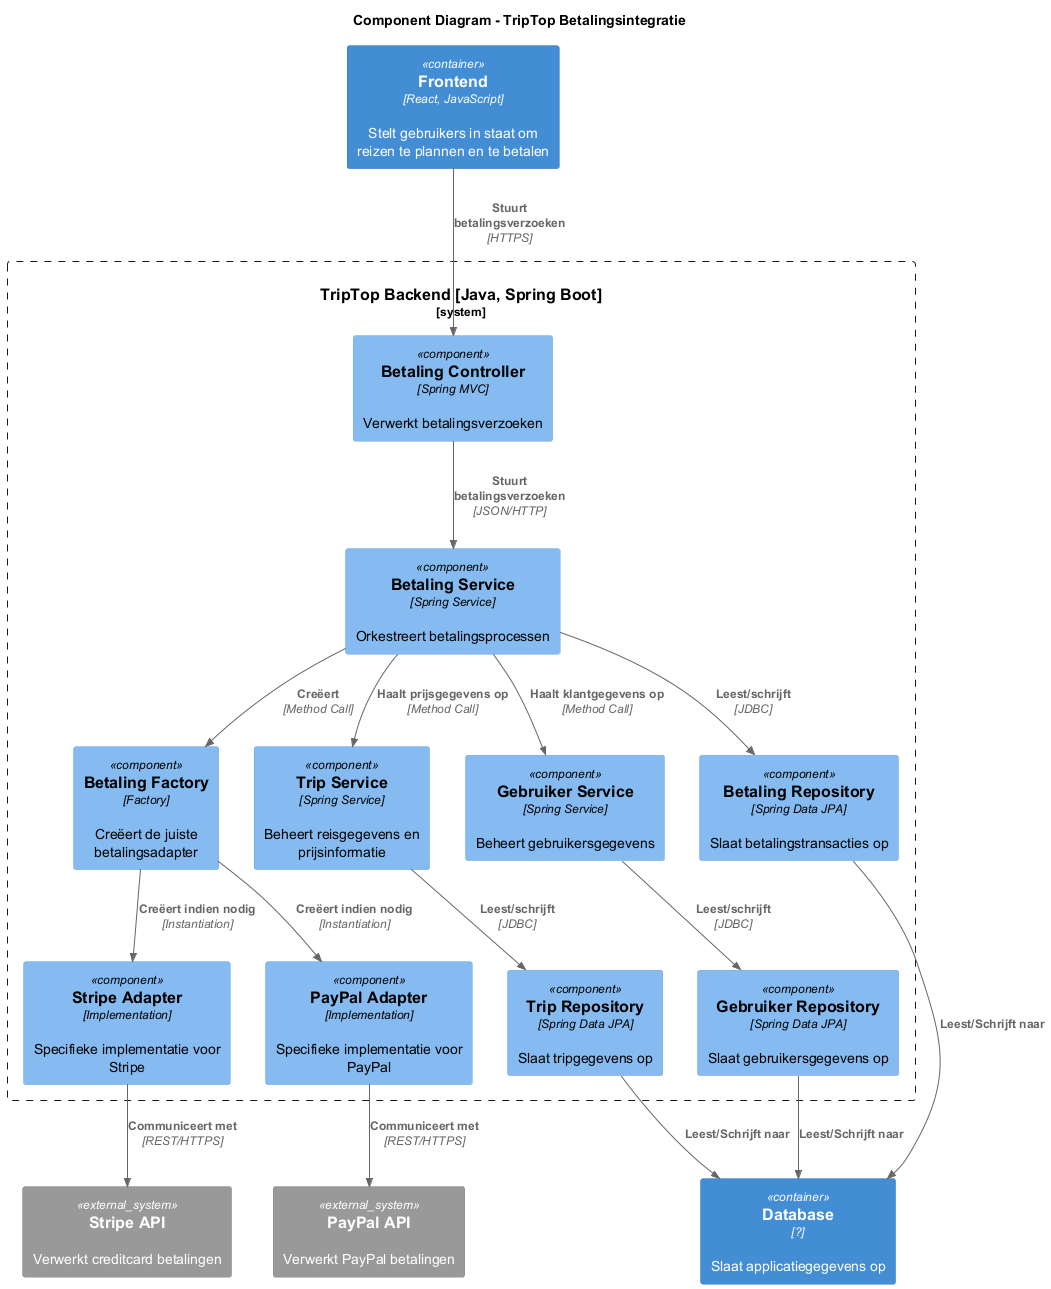 Component Diagram - TripTop Betalingsintegratie
«container»
Frontend
[React, JavaScript]
Stelt gebruikers in staat om
reizen te plannen en te betalen
Stuurt
betalingsverzoeken
[HTTPS]
TripTop Backend [Java, Spring Boot]
[system]
«component»
Betaling Controller
[Spring MVC]
Verwerkt betalingsverzoeken
Stuurt
betalingsverzoeken
[JSON/HTTP]
«component»
Betaling Service
[Spring Service]
Orkestreert betalingsprocessen
Creëert
[Method Call]
Haalt prijsgegevens op
[Method Call]
Haalt klantgegevens op
[Method Call]
Leest/schrijft
[JDBC]
«component»
Betaling Factory
[Factory]
Creëert de juiste
betalingsadapter
«component»
Trip Service
[Spring Service]
Beheert reisgegevens en
prijsinformatie
«component»
Gebruiker Service
[Spring Service]
Beheert gebruikersgegevens
«component»
Betaling Repository
[Spring Data JPA]
Slaat betalingstransacties op
Creëert indien nodig
[Instantiation]
Creëert indien nodig
[Instantiation]
Leest/schrijft
[JDBC]
Leest/schrijft
[JDBC]
«component»
Stripe Adapter
[Implementation]
Specifieke implementatie voor
Stripe
«component»
PayPal Adapter
[Implementation]
Specifieke implementatie voor
PayPal
«component»
Trip Repository
[Spring Data JPA]
Slaat tripgegevens op
«component»
Gebruiker Repository
[Spring Data JPA]
Slaat gebruikersgegevens op
Leest/Schrijft naar
Communiceert met
[REST/HTTPS]
Communiceert met
[REST/HTTPS]
Leest/Schrijft naar
Leest/Schrijft naar
«external_system»
Stripe API
Verwerkt creditcard betalingen
«external_system»
PayPal API
Verwerkt PayPal betalingen
«container»
Database
[?]
Slaat applicatiegegevens op